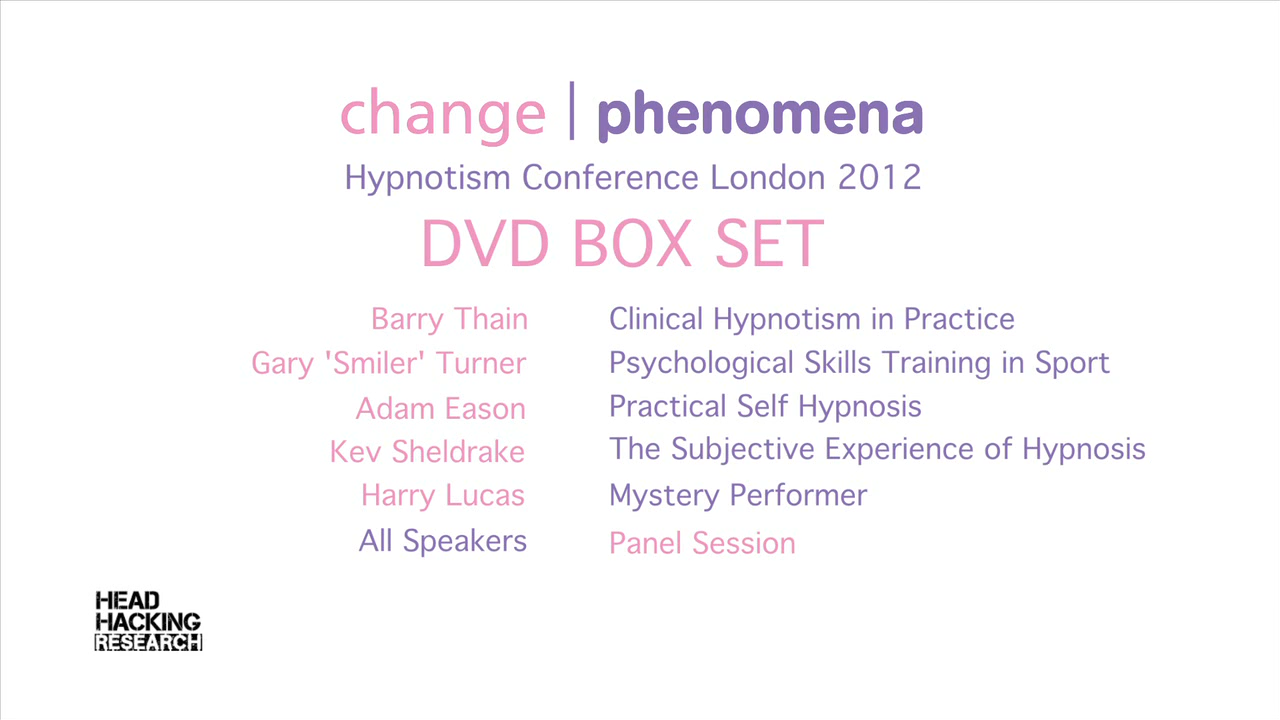 change | phenomena
Hypnotism Conference London 2012
DVD BOX SET
Barry Thain Clinical Hypnotism in Practice
Gary 'Smiler' Turner Psychological Skills Training in Sport
Adam Eason Practical Self Hypnosis
Kev Sheldrake The Subjective Experience of Hypnosis
Harry Lucas Mystery Performer
All Speakers Panel Session
HEAD
HACKING
RESEARCH